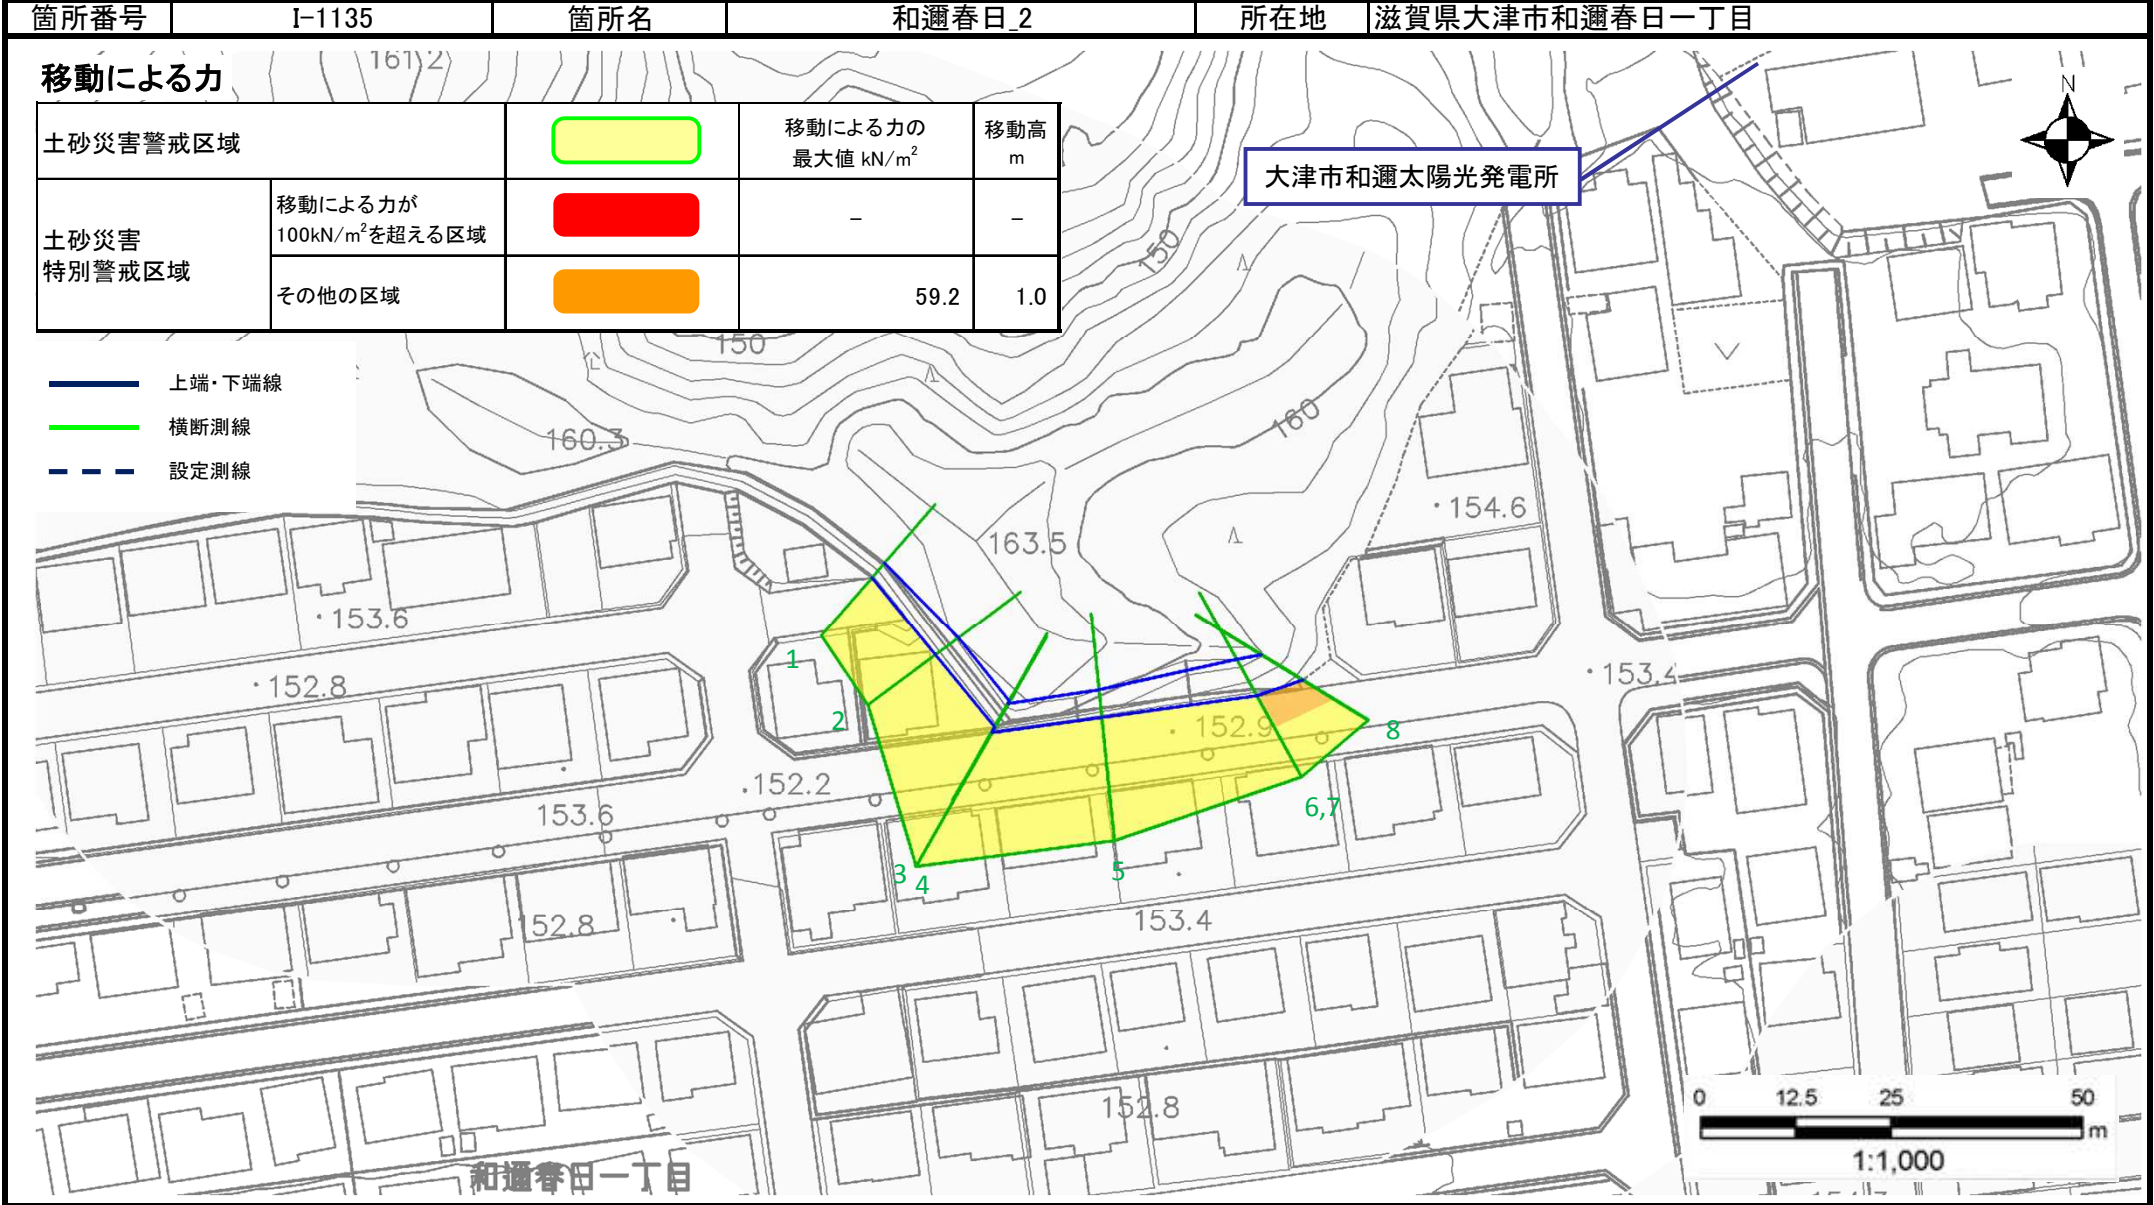 箇所番号 I-1135 箇所名 和邇春日_2 所在地 滋賀県大津市和邇春日一丁目
移動による力
土砂災害警戒区域
移動による力の
最大値 kN/m²
移動高
m
土砂災害
特別警戒区域
移動による力が
100kN/m²を超える区域
－ －
その他の区域
59.2 1.0
上端・下端線
横断測線
設定測線
大津市和邇太陽光発電所
N
161.2
150
150
160.3
160
163.5
154.6
153.6
152.8
153.4
152.9
152.2
153.6
152.8
153.4
152.8
1
2
3
4
5
6,7
8
和邇春日一丁目
0 12.5 25 50
m
1:1,000